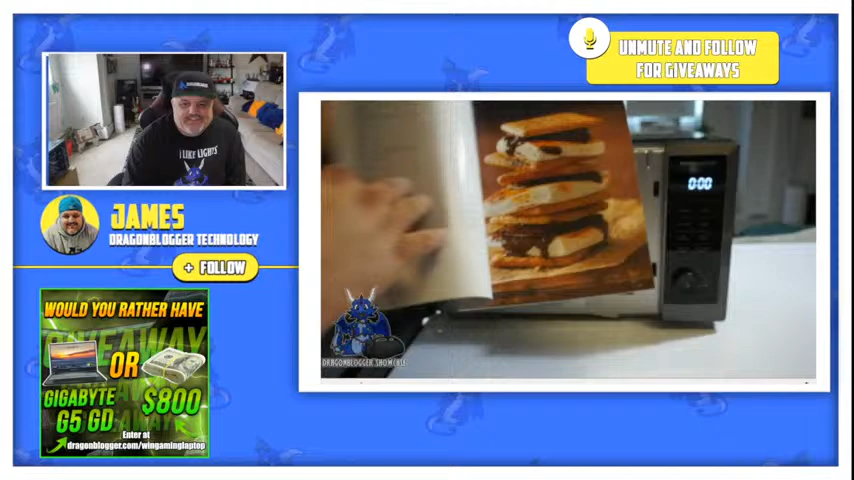 UNMUTE AND FOLLOW
FOR GIVEAWAYS
I LIKE LIGHTS
JAMES
DRAGONBLOGGER TECHNOLOGY
+ FOLLOW
0:00
DRAGONBLOGGER SHOWCASE
WOULD YOU RATHER HAVE
GIVEAWAY
OR
GIGABYTE
G5 GD
$800
Enter at
dragonblogger.com/wingaminglaptop